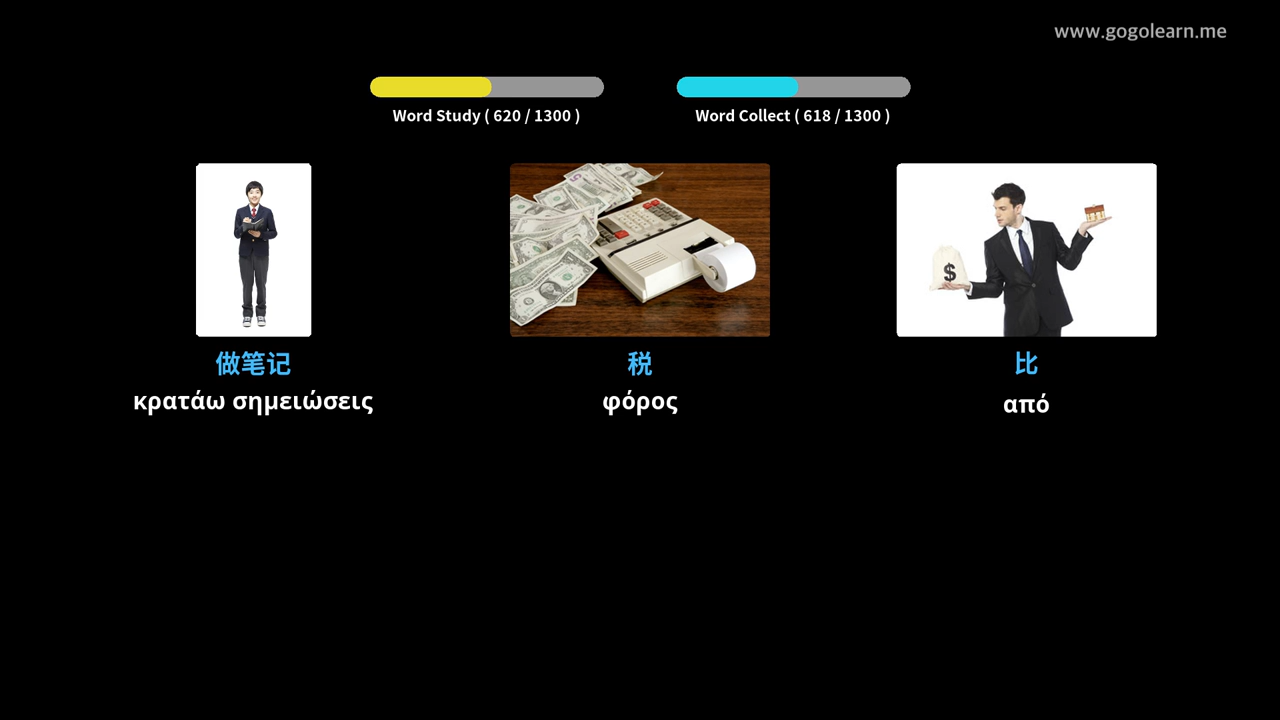 www.gogolearn.me
Word Study ( 620 / 1300 )
Word Collect ( 618 / 1300 )
$
做笔记
κρατάω σημειώσεις
税
φόρος
比
από